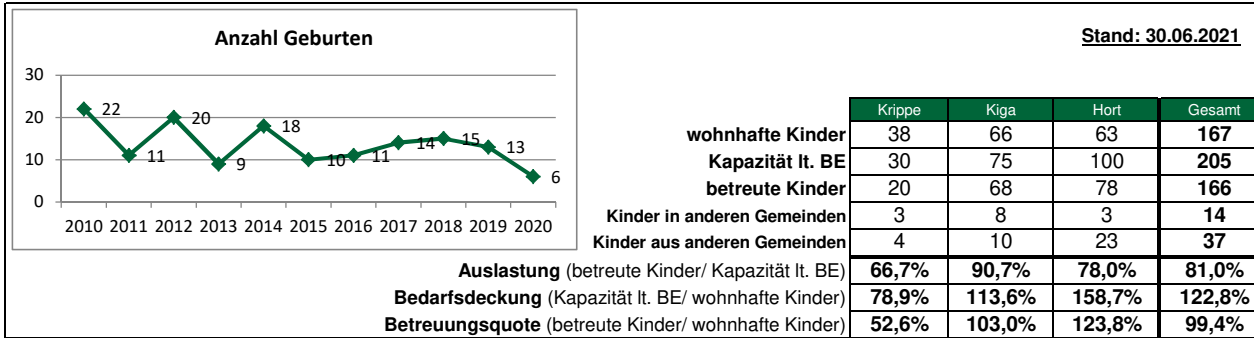 Anzahl Geburten
Stand: 30.06.2021
30
20
10
0
22
11
20
9
18
10
11
14
15
13
6
2010 2011 2012 2013 2014 2015 2016 2017 2018 2019 2020
Krippe Kiga Hort Gesamt
wohnhafte Kinder 38 66 63 167
Kapazität lt. BE 30 75 100 205
betreute Kinder 20 68 78 166
Kinder in anderen Gemeinden 3 8 3 14
Kinder aus anderen Gemeinden 4 10 23 37
Auslastung (betreute Kinder/ Kapazität lt. BE) 66,7% 90,7% 78,0% 81,0%
Bedarfsdeckung (Kapazität lt. BE/ wohnhafte Kinder) 78,9% 113,6% 158,7% 122,8%
Betreuungsquote (betreute Kinder/ wohnhafte Kinder) 52,6% 103,0% 123,8% 99,4%